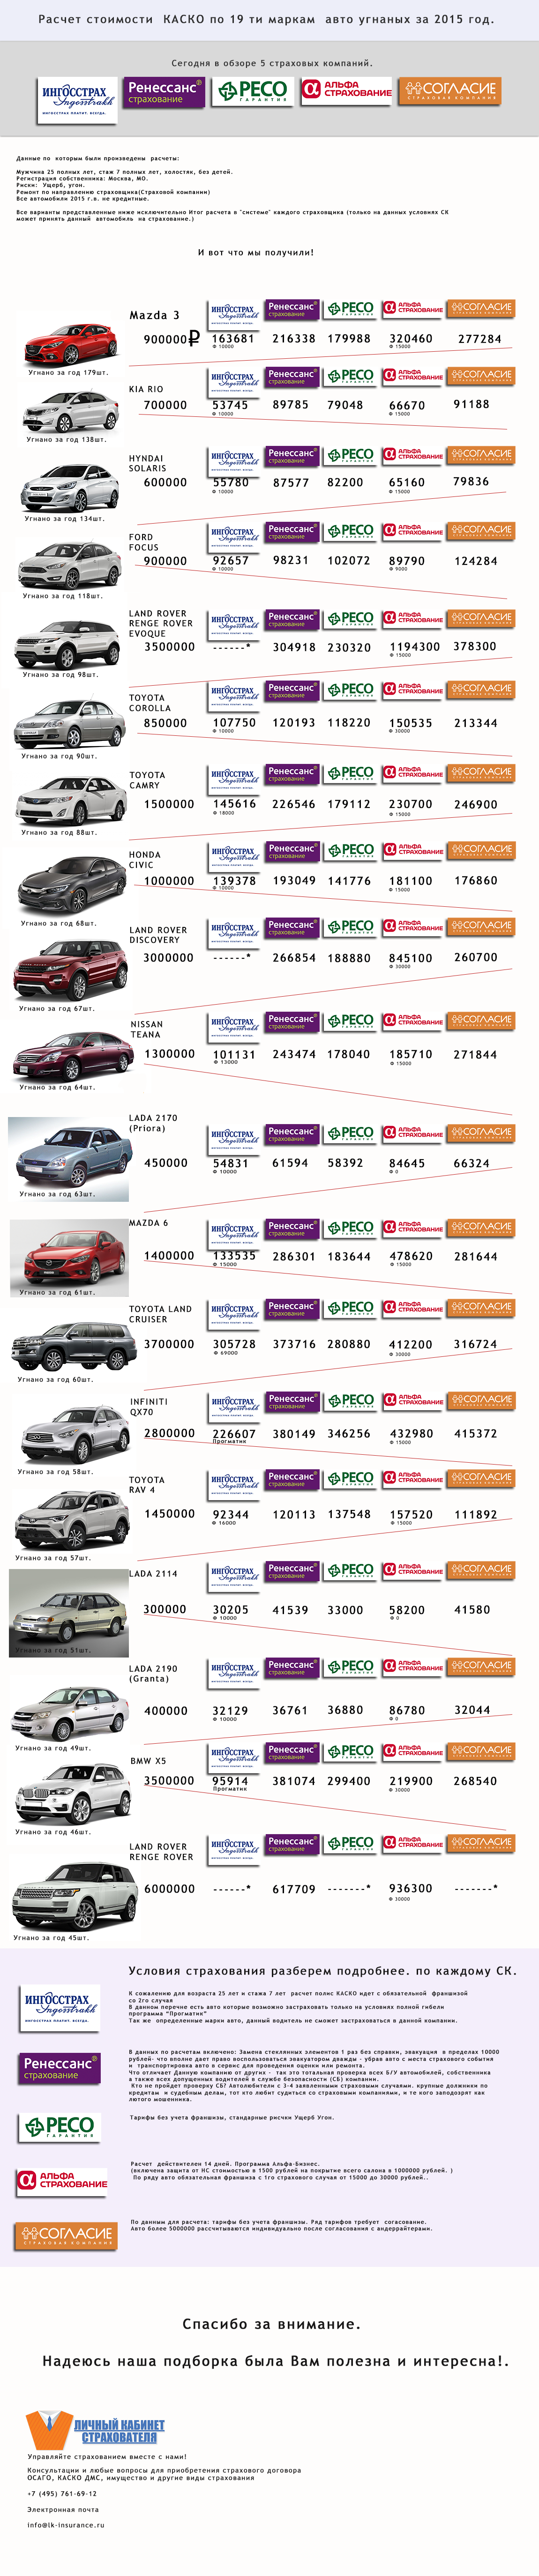 Расчет стоимости КАСКО по 19 ти маркам авто угнаных за 2015 год.
Сегодня в обзоре 5 страховых компаний.
ИНГОССТРАХ Ренессанс РЕСО АЛЬФА СОГЛАСИЕ
Ingosstrakh страхование ГАРАНТИЯ СТРАХОВАНИЕ СТРАХОВАЯ КОМПАНИЯ
ИНГОССТРАХ ПЛАТИТ. ВСЕГДА.
Данные по которым были произведены расчеты:
Мужчина 25 полных лет, стаж 7 полных лет, холостяк, без детей.
Регистрация собственника: Москва, МО.
Риски: Ущерб, угон.
Ремонт по направлению страховщика(Страховой компании)
Все автомобили 2015 г.в. не кредитные.
Все варианты представленные ниже исключительно Итог расчета в "системе" каждого страховщика (только на данных условиях СК
может принять данный автомобиль на страхование.)
И вот что мы получили!
Mazda 3
900000₽ 163681 216338 179988 320460 277284
Ф 10000 Ф 15000
Угнано за год 179шт.
KIA RIO
700000 53745 89785 79048 66670 91188
Ф 10000 Ф 15000
Угнано за год 138шт.
HYNDAI
SOLARIS
600000 55780 87577 82200 65160 79836
Ф 10000 Ф 15000
Угнано за год 134шт.
FORD
FOCUS
900000 92657 98231 102072 89790 124284
Ф 10000 Ф 9000
Угнано за год 118шт.
LAND ROVER
RENGE ROVER
EVOQUE
3500000 ------* 304918 230320 1194300 378300
Ф 15000
Угнано за год 98шт.
TOYOTA
COROLLA
850000 107750 120193 118220 150535 213344
Ф 10000 Ф 30000
Угнано за год 90шт.
TOYOTA
CAMRY
1500000 145616 226546 179112 230700 246900
Ф 18000 Ф 15000
Угнано за год 88шт.
HONDA
CIVIC
1000000 139378 193049 141776 181100 176860
Ф 10000 Ф 15000
Угнано за год 68шт.
LAND ROVER
DISCOVERY
3000000 ------* 266854 188880 845100 260700
Ф 30000
Угнано за год 67шт.
NISSAN
TEANA
1300000 101131 243474 178040 185710 271844
Ф 13000 Ф 15000
Угнано за год 64шт.
LADA 2170
(Priora)
450000 54831 61594 58392 84645 66324
Ф 10000 Ф 0
Угнано за год 63шт.
MAZDA 6
1400000 133535 286301 183644 478620 281644
Ф 15000 Ф 15000
Угнано за год 61шт.
TOYOTA LAND
CRUISER
3700000 305728 373716 280880 412200 316724
Ф 69000 Ф 30000
Угнано за год 60шт.
INFINITI
QX70
2800000 226607 380149 346256 432980 415372
Прогматик Ф 15000
Угнано за год 58шт.
TOYOTA
RAV 4
1450000 92344 120113 137548 157520 111892
Ф 16000 Ф 15000
Угнано за год 57шт.
LADA 2114
300000 30205 41539 33000 58200 41580
Ф 10000 Ф 0
Угнано за год 51шт.
LADA 2190
(Granta)
400000 32129 36761 36880 86780 32044
Ф 10000 Ф 0
Угнано за год 49шт.
BMW X5
3500000 95914 381074 299400 219900 268540
Прогматик Ф 30000
Угнано за год 46шт.
LAND ROVER
RENGE ROVER
6000000 ------* 617709 -------* 936300 -------*
Ф 30000
Угнано за год 45шт.
Условия страхования разберем подробнее. по каждому СК.
ИНГОССТРАХ
Ingosstrakh
ИНГОССТРАХ ПЛАТИТ. ВСЕГДА.
К сожалению для возраста 25 лет и стажа 7 лет расчет полис КАСКО идет с обязательной франшизой
со 2го случая
В данном перечне есть авто которые возможно застраховать только на условиях полной гибели
программа "Прогматик"
Так же определенные марки авто, данный водитель не сможет застраховаться в данной компании.
Ренессанс
страхование
В данных по расчетам включено: Замена стеклянных элементов 1 раз без справки, эвакуция в пределах 10000
рублей- что вполне дает право воспользоваться эвакуатором дважды - убрав авто с места страхового события
и транспортировка авто в сервис для проведения оценки или ремонта.
Что отличает Данную компанию от других - так это тотальная проверка всех Б/У автомобилей, собственника
а также всех допущенных водителей в службе безопасности (СБ) компании.
Кто не пройдет проверку СБ? Автолюбители с 3-4 заявленными страховыми случаями. крупные должники по
кредитам и судебным делам, тот кто любит судиться со страховыми компаниями, и те кого заподозрят как
лютого мошенника.
РЕСО
ГАРАНТИЯ
Тарифы без учета франшизы, стандарные рисчки Ущерб Угон.
АЛЬФА
СТРАХОВАНИЕ
Расчет действителен 14 дней. Программа Альфа-Бизнес.
(включена защита от НС стоимостью в 1500 рублей на покрытие всего салона в 1000000 рублей. )
По ряду авто обязательная франшиза с 1го страхового случая от 15000 до 30000 рублей..
СОГЛАСИЕ
СТРАХОВАЯ КОМПАНИЯ
По данным для расчета: тарифы без учета франшизы. Ряд тарифов требует согасование.
Авто более 5000000 рассчитываются индивидуально после согласования с андеррайтерами.
Спасибо за внимание.
Надеюсь наша подборка была Вам полезна и интересна!.
ЛИЧНЫЙ КАБИНЕТ
СТРАХОВАТЕЛЯ
Управляйте страхованием вместе с нами!
Консультации и любые вопросы для приобретения страхового договора
ОСАГО, КАСКО ДМС, имущество и другие виды страхования
+7 (495) 761-69-12
Электронная почта
info@lk-insurance.ru